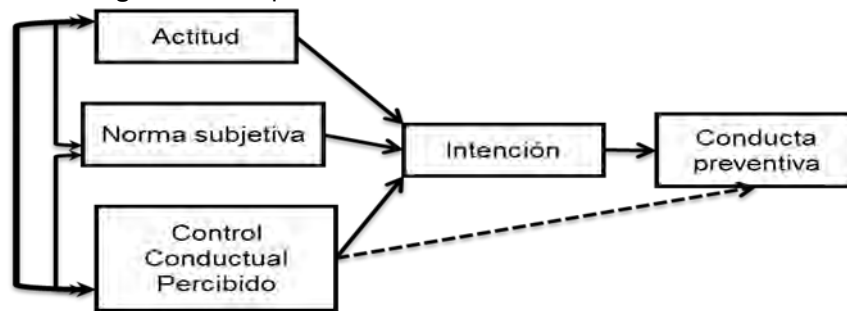 Actitud
Norma subjetiva
Control
Conductual
Percibido
Intención
Conducta
preventiva